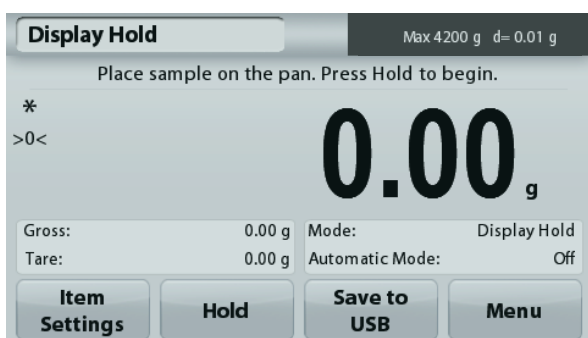 Display Hold
Max 4200 g d= 0.01 g
Place sample on the pan. Press Hold to begin.
*
>0<
0.00 g
Gross: 0.00 g
Mode: Display Hold
Tare: 0.00 g
Automatic Mode: Off
Item Settings
Hold
Save to USB
Menu